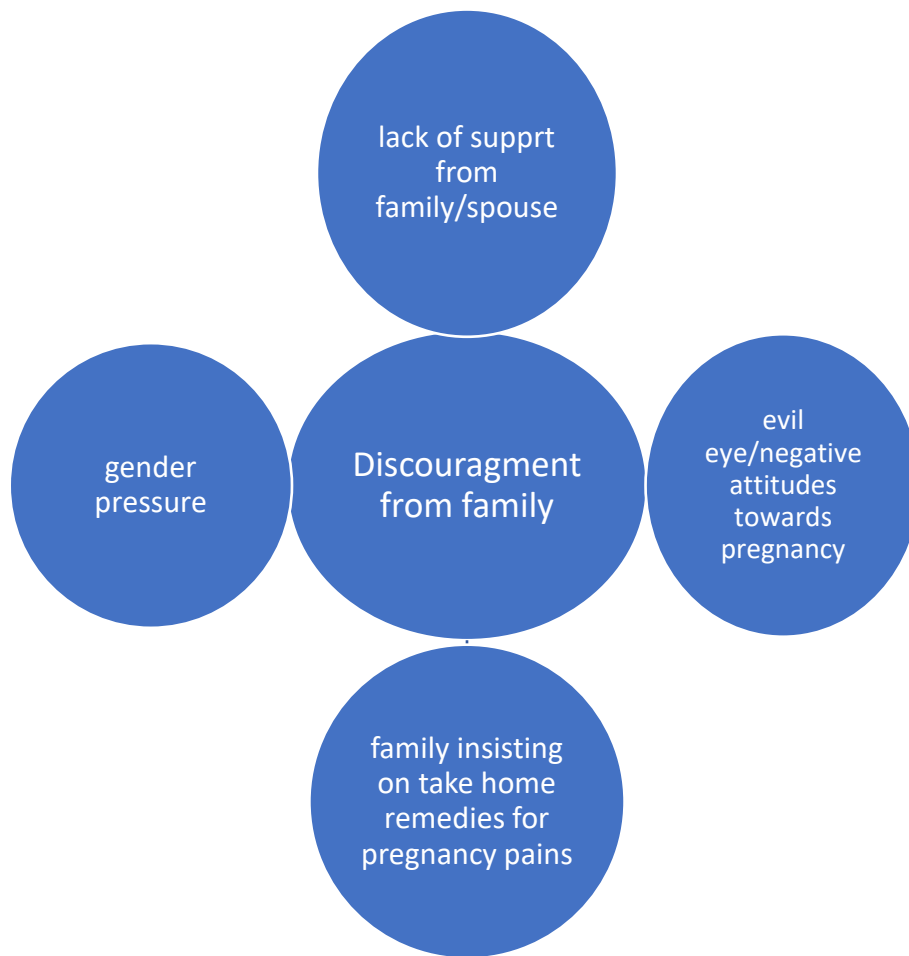 lack of supprt
from
family/spouse
gender
pressure
Discouragment
from family
evil
eye/negative
attitudes
towards
pregnancy
family insisting
on take home
remedies for
pregnancy pains